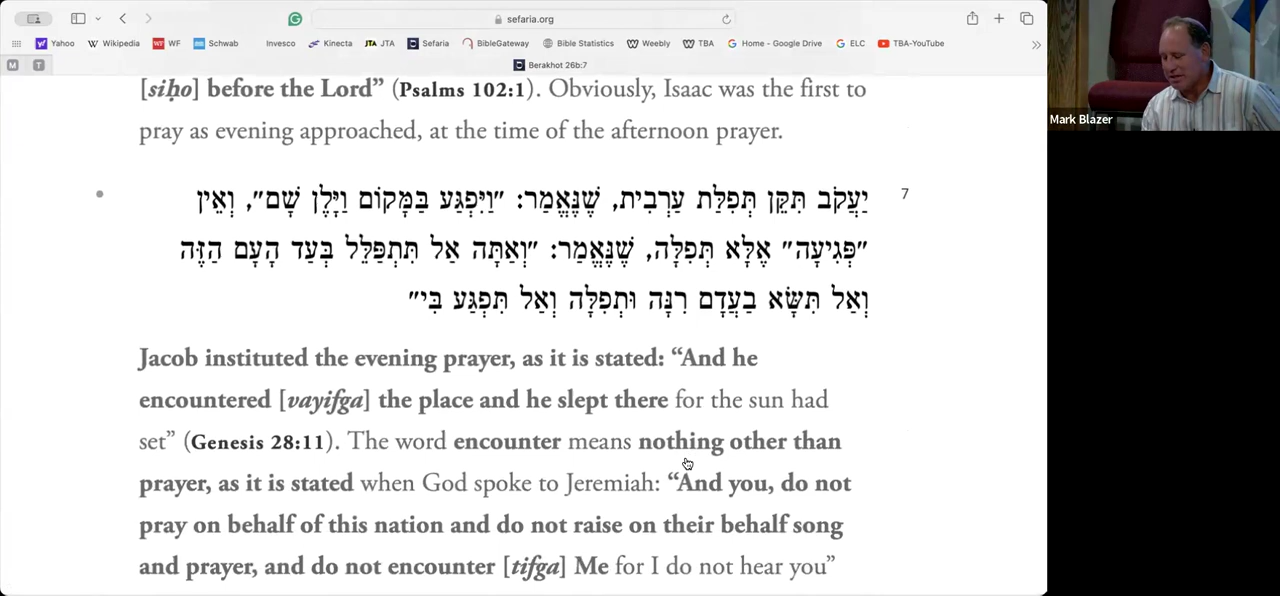 sefaria.org
Yahoo Wikipedia WF Schwab Invesco Kinecta JTA Sefaria BibleGateway Bible Statistics Weebly TBA Home - Google Drive ELC TBA-YouTube
M T Berakhot 26b:7
Mark Blazer
[siḥo] before the Lord” (Psalms 102:1). Obviously, Isaac was the first to
pray as evening approached, at the time of the afternoon prayer.
7
יַעֲקֹב תִּקֵּן תְּפִלַּת עַרְבִית, שֶׁנֶּאֱמַר: ״וַיִּפְגַּע בַּמָּקוֹם וַיָּלֶן שָׁם״, וְאֵין
״פְּגִיעָה״ אֶלָּא תְּפִלָּה, שֶׁנֶּאֱמַר: ״וְאַתָּה אַל תִּתְפַּלֵּל בְּעַד הָעָם הַזֶּה
וְאַל תִּשָּׂא בַעֲדָם רִנָּה וּתְפִלָּה וְאַל תִּפְגַּע בִּי״
Jacob instituted the evening prayer, as it is stated: “And he
encountered [vayifga] the place and he slept there for the sun had
set” (Genesis 28:11). The word encounter means nothing other than
prayer, as it is stated when God spoke to Jeremiah: “And you, do not
pray on behalf of this nation and do not raise on their behalf song
and prayer, and do not encounter [tifga] Me for I do not hear you”